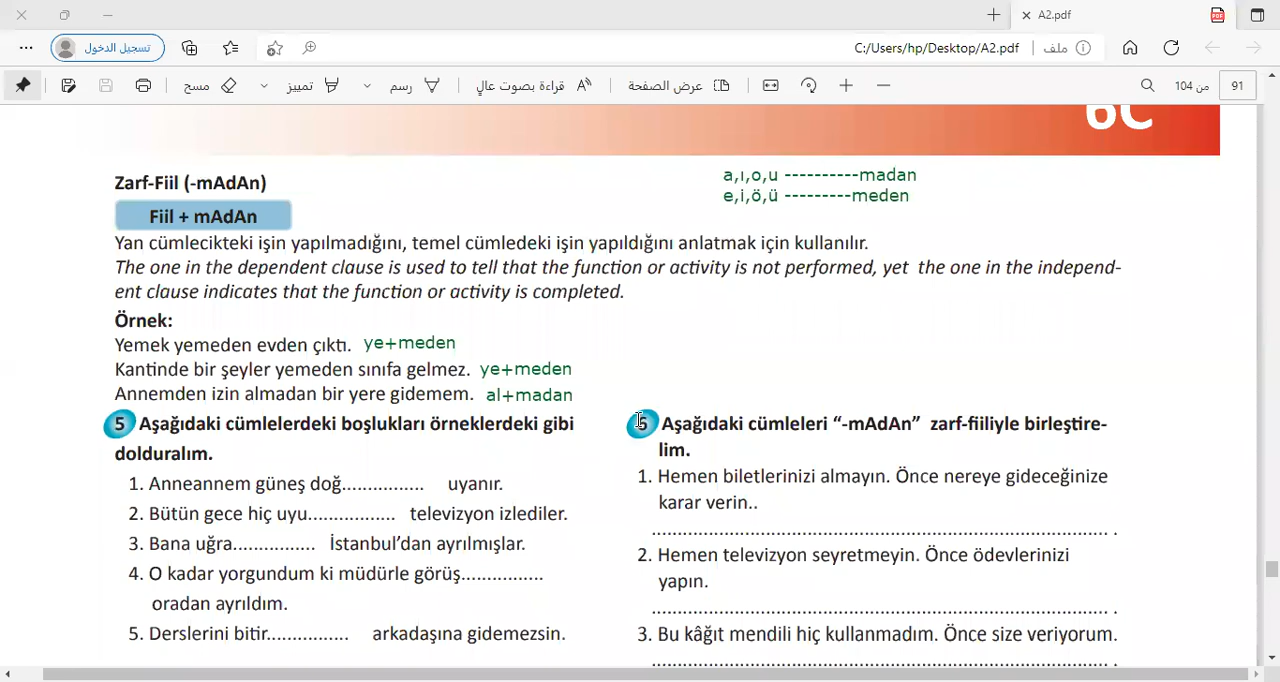 A2.pdf
تسجيل الدخول
C:/Users/hp/Desktop/A2.pdf
ملف
مسح
تمييز
رسم
قراءة بصوت عالٍ
عرض الصفحة
من 104
91
6C
Zarf-Fiil (-mAdAn)
a,ı,o,u ----------madan
e,i,ö,ü ---------meden
Fiil + mAdAn
Yan cümlecikteki işin yapılmadığını, temel cümledeki işin yapıldığını anlatmak için kullanılır.
The one in the dependent clause is used to tell that the function or activity is not performed, yet the one in the independ-
ent clause indicates that the function or activity is completed.
Örnek:
Yemek yemeden evden çıktı. ye+meden
Kantinde bir şeyler yemeden sınıfa gelmez. ye+meden
Annemden izin almadan bir yere gidemem. al+madan
5 Aşağıdaki cümlelerdeki boşlukları örneklerdeki gibi
dolduralım.
1. Anneannem güneş doğ................ uyanır.
2. Bütün gece hiç uyu................. televizyon izlediler.
3. Bana uğra................ İstanbul’dan ayrılmışlar.
4. O kadar yorgundum ki müdürle görüş................
oradan ayrıldım.
5. Derslerini bitir................ arkadaşına gidemezsin.
6 Aşağıdaki cümleleri “-mAdAn” zarf-fiiliyle birleştire-
lim.
1. Hemen biletlerinizi almayın. Önce nereye gideceğinize
karar verin..
.......................................................................................... .
2. Hemen televizyon seyretmeyin. Önce ödevlerinizi
yapın.
.......................................................................................... .
3. Bu kâğıt mendili hiç kullanmadım. Önce size veriyorum.
.......................................................................................... .